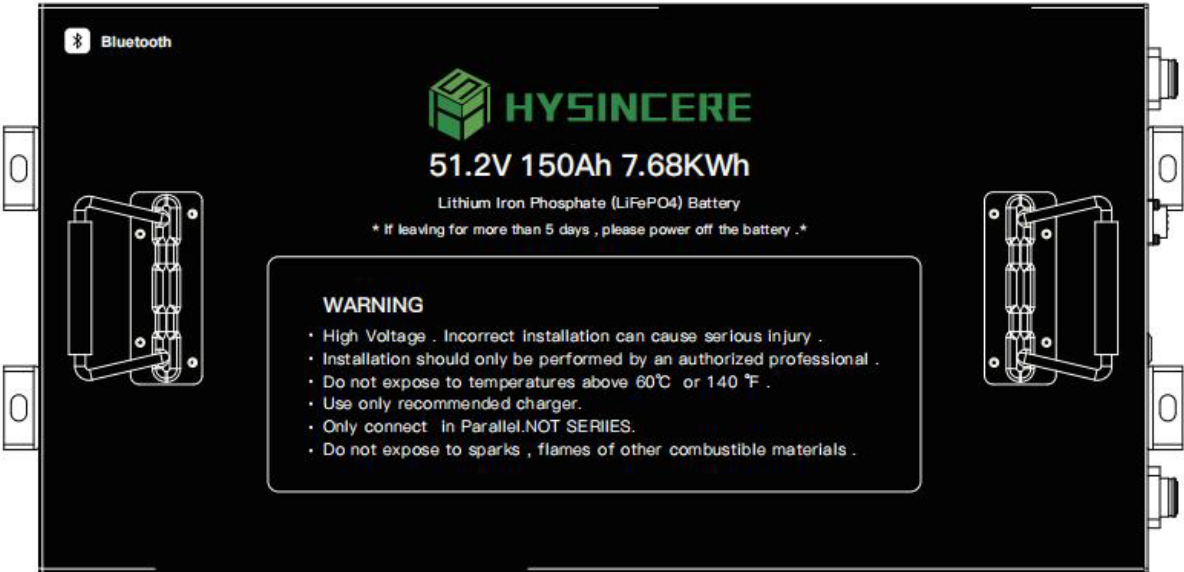 Bluetooth
HYSINCERE
51.2V 150Ah 7.68KWh
Lithium Iron Phosphate (LiFePO4) Battery
* If leaving for more than 5 days , please power off the battery .*
WARNING
· High Voltage . Incorrect installation can cause serious injury .
· Installation should only be performed by an authorized professional .
· Do not expose to temperatures above 60℃ or 140 ℉ .
· Use only recommended charger.
· Only connect in Parallel.NOT SERIIES.
· Do not expose to sparks , flames of other combustible materials .